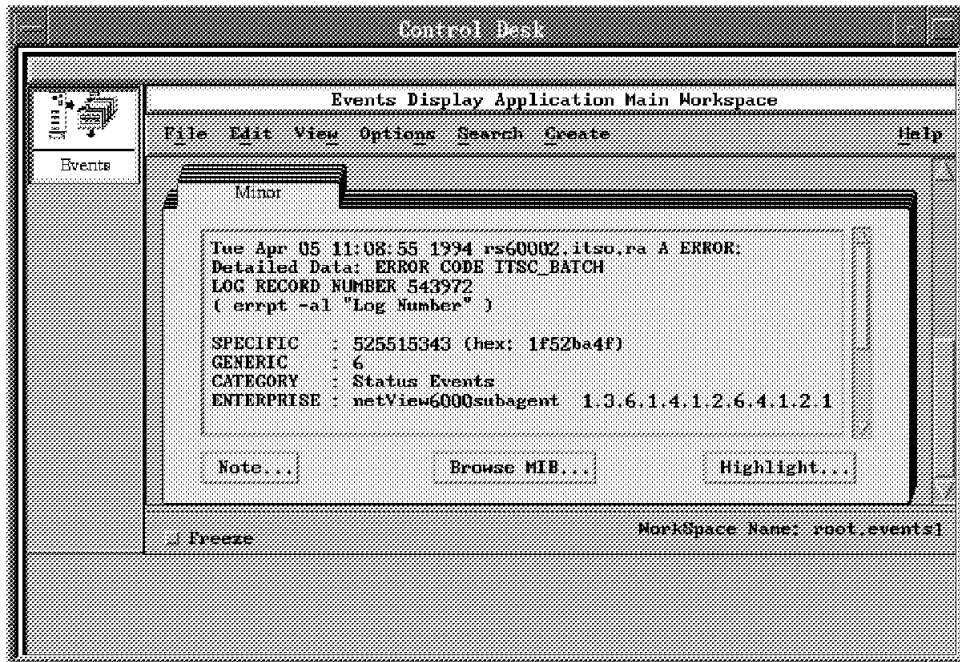 Control Desk
Events Display Application Main Workspace
File Edit View Options Search Create Help
Events
Minor
Tue Apr 05 11:08:55 1994 rs60002.itso.ra A ERROR:
Detailed Data: ERROR CODE ITSC_BATCH
LOG RECORD NUMBER 543972
( errpt -al "Log Number" )
SPECIFIC : 525515343 (hex: 1f52ba4f)
GENERIC : 6
CATEGORY : Status Events
ENTERPRISE : netView6000subagent 1.3.6.1.4.1.2.6.4.1.2.1
Note... Browse MIB... Highlight...
Freeze WorkSpace Name: root.events1